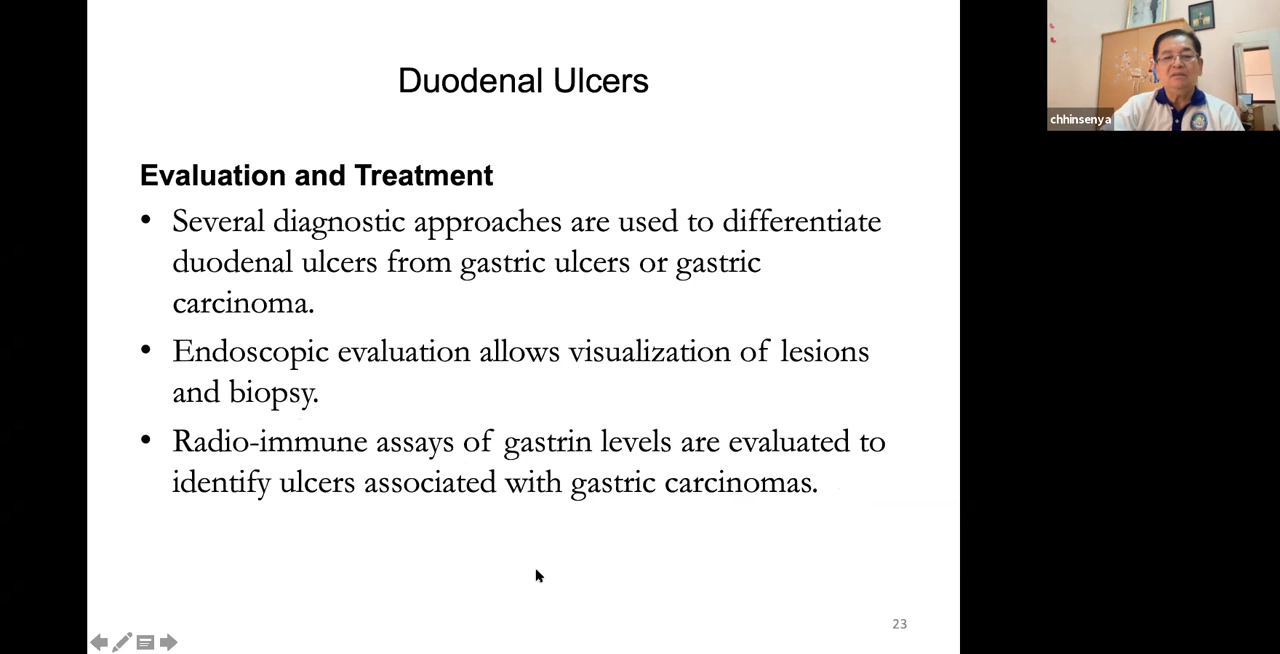 Duodenal Ulcers
Evaluation and Treatment
• Several diagnostic approaches are used to differentiate
duodenal ulcers from gastric ulcers or gastric
carcinoma.
• Endoscopic evaluation allows visualization of lesions
and biopsy.
• Radio-immune assays of gastrin levels are evaluated to
identify ulcers associated with gastric carcinomas.
23
chhinsenya